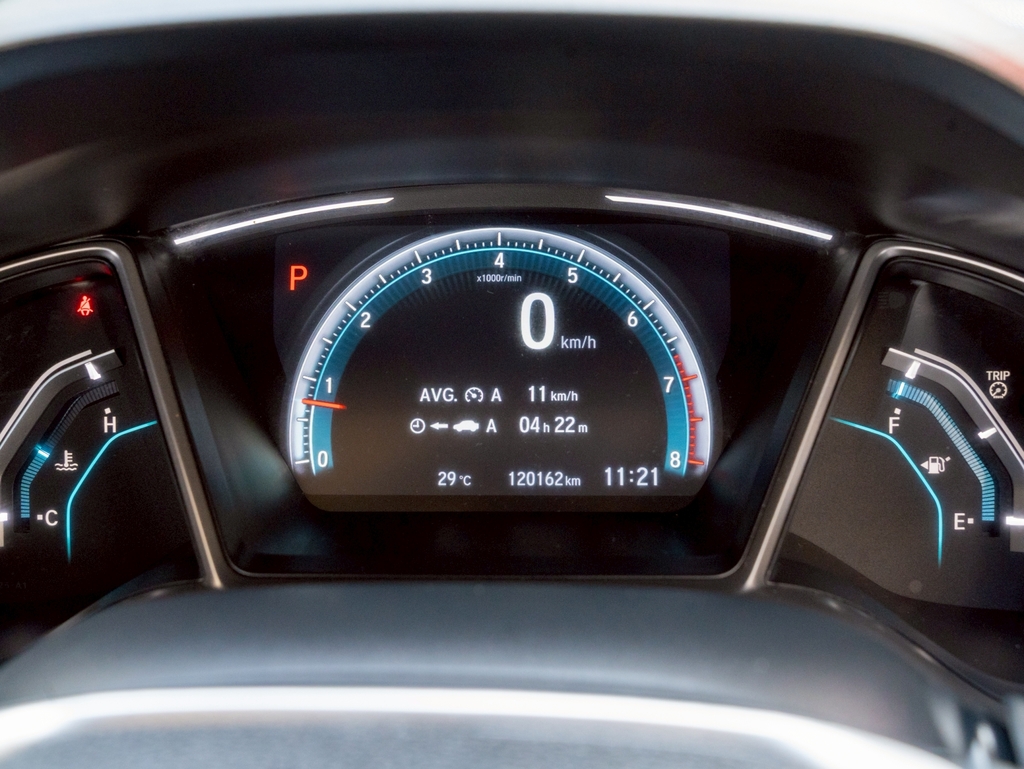 P
0 1 2 3 4 5 6 7 8
x1000r/min
0 km/h
AVG. A 11 km/h
A 04 h 22 m
29 °C 120162 km 11:21
H
C
TRIP
F
E